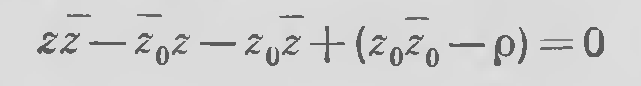 zz̄ − z̄₀z − z₀z̄ + (z₀z̄₀ − ρ) = 0